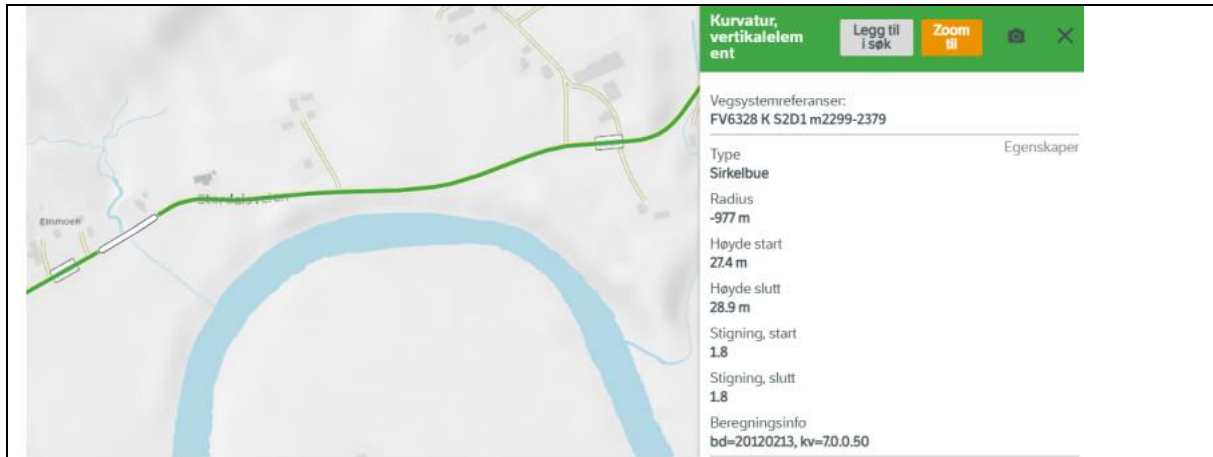 Kurvatur,
vertikalelem
ent
Legg til
i søk
Zoom
til
Vegsystemreferanser:
FV6328 K S2D1 m2299-2379
Egenskaper
Type
Sirkelbue
Radius
-977 m
Høyde start
27.4 m
Høyde slutt
28.9 m
Stigning, start
1.8
Stigning, slutt
1.8
Beregningsinfo
bd=20120213, kv=7.0.0.50
Stordalsveien
Einmoen